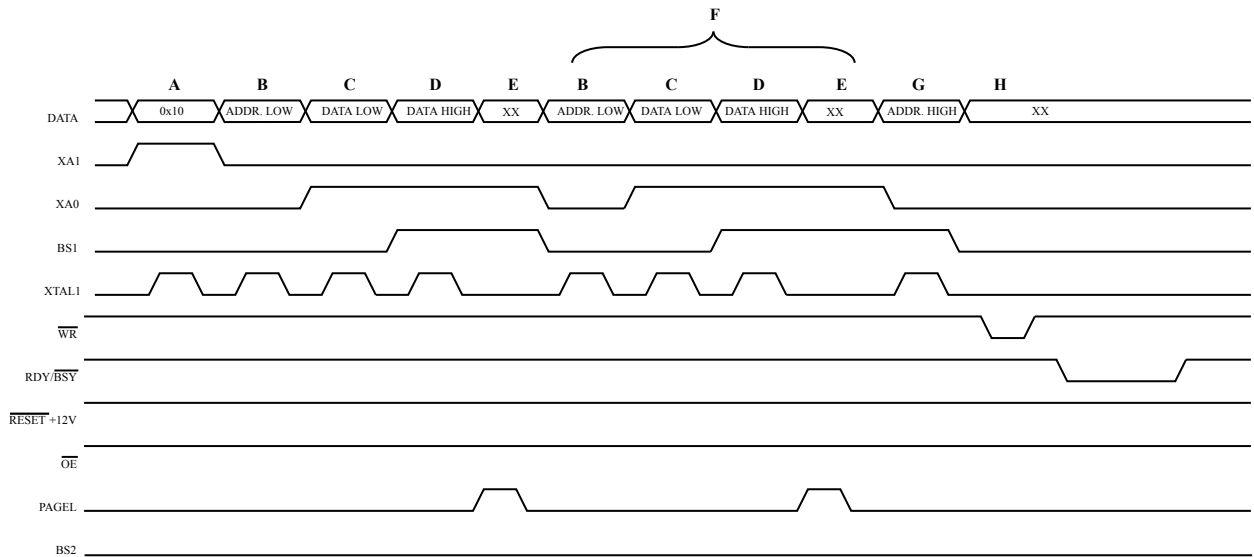 F
A B C D E B C D E G H
DATA 0x10 ADDR. LOW DATA LOW DATA HIGH XX ADDR. LOW DATA LOW DATA HIGH XX ADDR. HIGH XX
XA1
XA0
BS1
XTAL1
WR
RDY/BSY
RESET +12V
OE
PAGEL
BS2